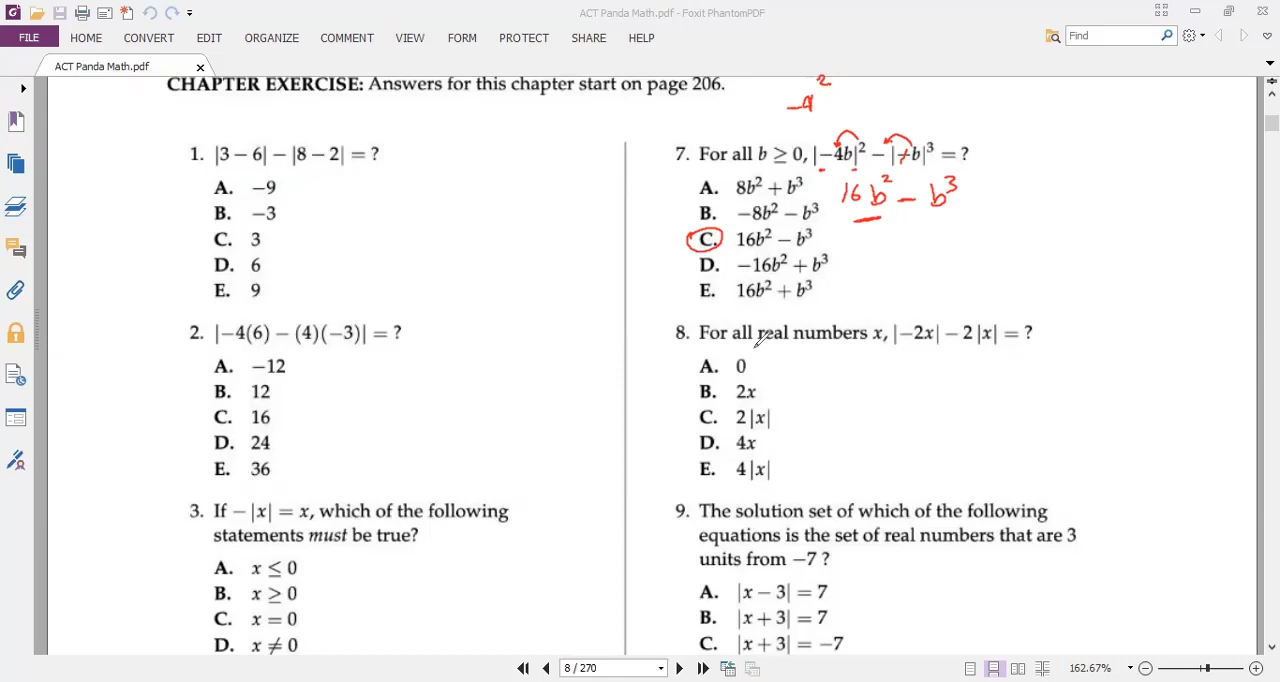 ACT Panda Math.pdf - Foxit PhantomPDF
FILE HOME CONVERT EDIT ORGANIZE COMMENT VIEW FORM PROTECT SHARE HELP
Find
ACT Panda Math.pdf x
CHAPTER EXERCISE: Answers for this chapter start on page 206.
-4²
1. |3 − 6| − |8 − 2| = ?
A. −9
B. −3
C. 3
D. 6
E. 9
2. |−4(6) − (4)(−3)| = ?
A. −12
B. 12
C. 16
D. 24
E. 36
3. If −|x| = x, which of the following
statements must be true?
A. x ≤ 0
B. x ≥ 0
C. x = 0
D. x ≠ 0
7. For all b ≥ 0, |−4b|² − |−b|³ = ?
A. 8b² + b³
16b² − b³
B. −8b² − b³
C. 16b² − b³
D. −16b² + b³
E. 16b² + b³
8. For all real numbers x, |−2x| − 2|x| = ?
A. 0
B. 2x
C. 2|x|
D. 4x
E. 4|x|
9. The solution set of which of the following
equations is the set of real numbers that are 3
units from −7 ?
A. |x − 3| = 7
B. |x + 3| = 7
C. |x + 3| = −7
8 / 270
162.67%